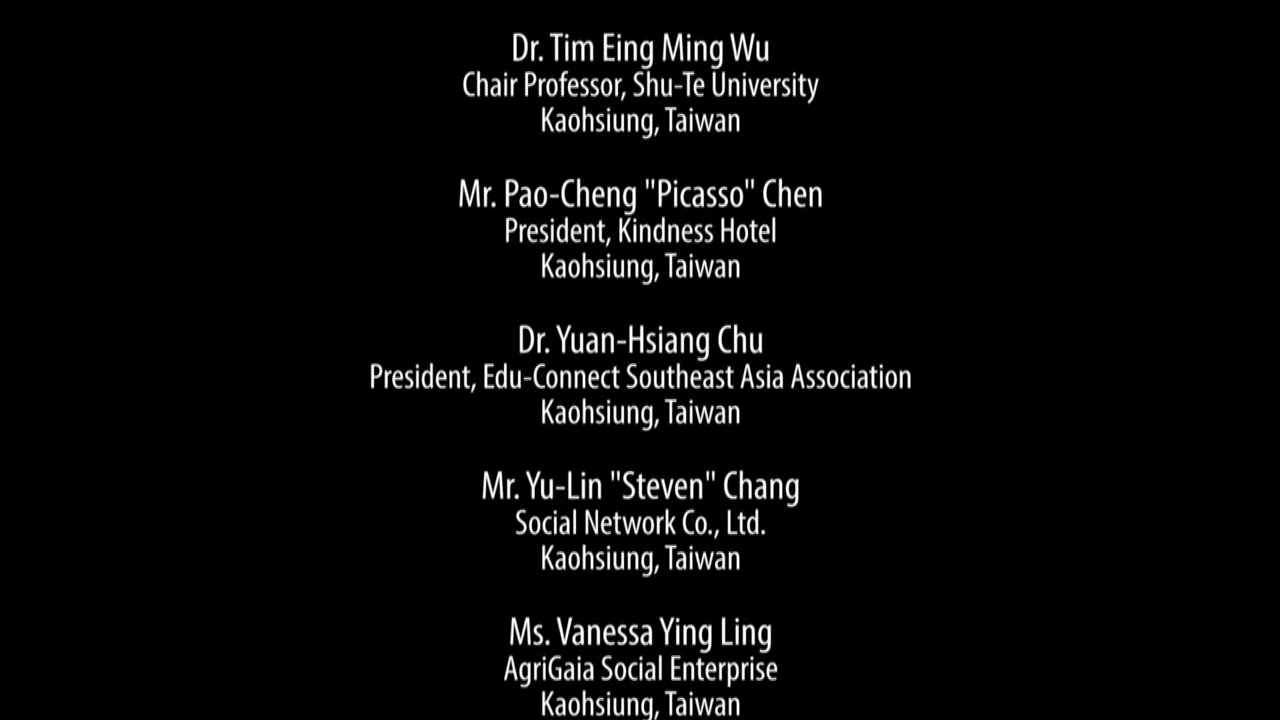 Dr. Tim Eing Ming Wu
Chair Professor, Shu-Te University
Kaohsiung, Taiwan
Mr. Pao-Cheng "Picasso" Chen
President, Kindness Hotel
Kaohsiung, Taiwan
Dr. Yuan-Hsiang Chu
President, Edu-Connect Southeast Asia Association
Kaohsiung, Taiwan
Mr. Yu-Lin "Steven" Chang
Social Network Co., Ltd.
Kaohsiung, Taiwan
Ms. Vanessa Ying Ling
AgriGaia Social Enterprise
Kaohsiung, Taiwan